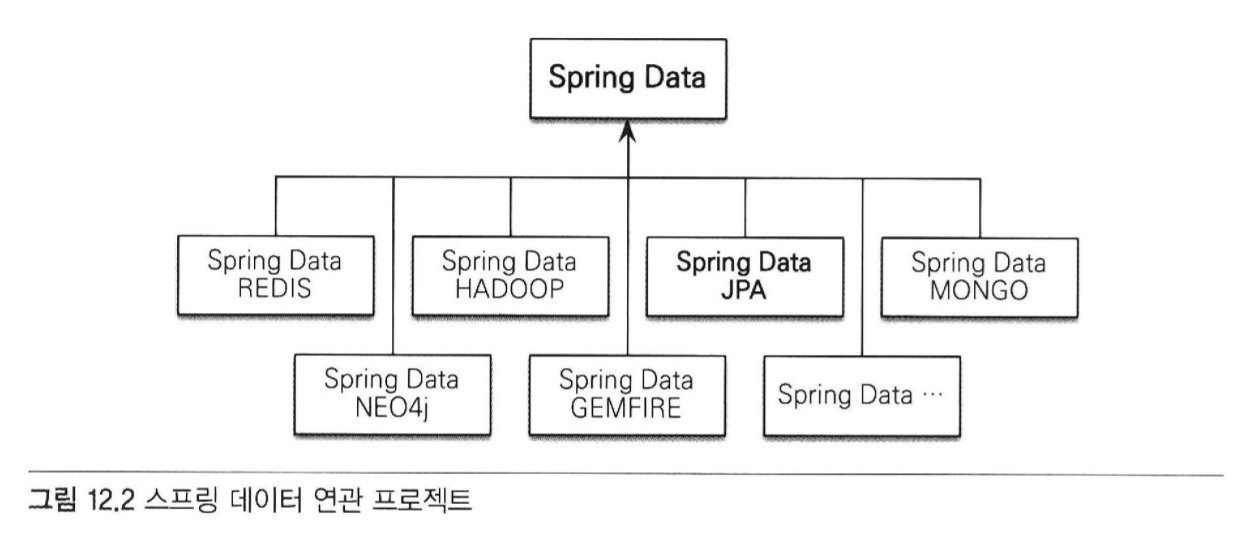 Spring Data
Spring Data
REDIS
Spring Data
HADOOP
Spring Data
JPA
Spring Data
MONGO
Spring Data
NEO4j
Spring Data
GEMFIRE
Spring Data ⋯
그림 12.2 스프링 데이터 연관 프로젝트